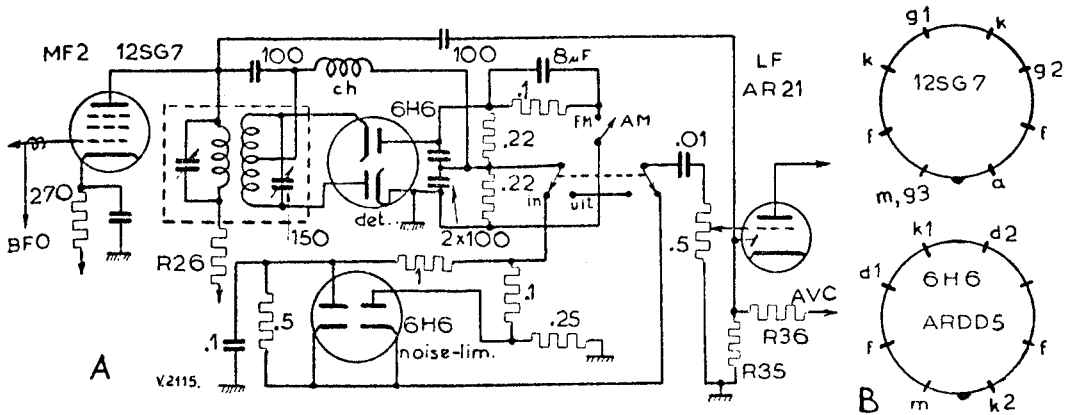 MF2 12SG7
100
ch
100
8µF
LF
AR21
6H6
.1
FM
AM
.22
.22
.01
270
BFO
det...
in
uit
150
2x100
.5
R26
1
.1
.5
.1
6H6
noise-lim.
.25
AVC
R36
R35
A
V.2115.
g1
k
k
12SG7
g2
f
f
m,g3
a
k1
d2
d1
6H6
ARDD5
f
f
m
k2
B